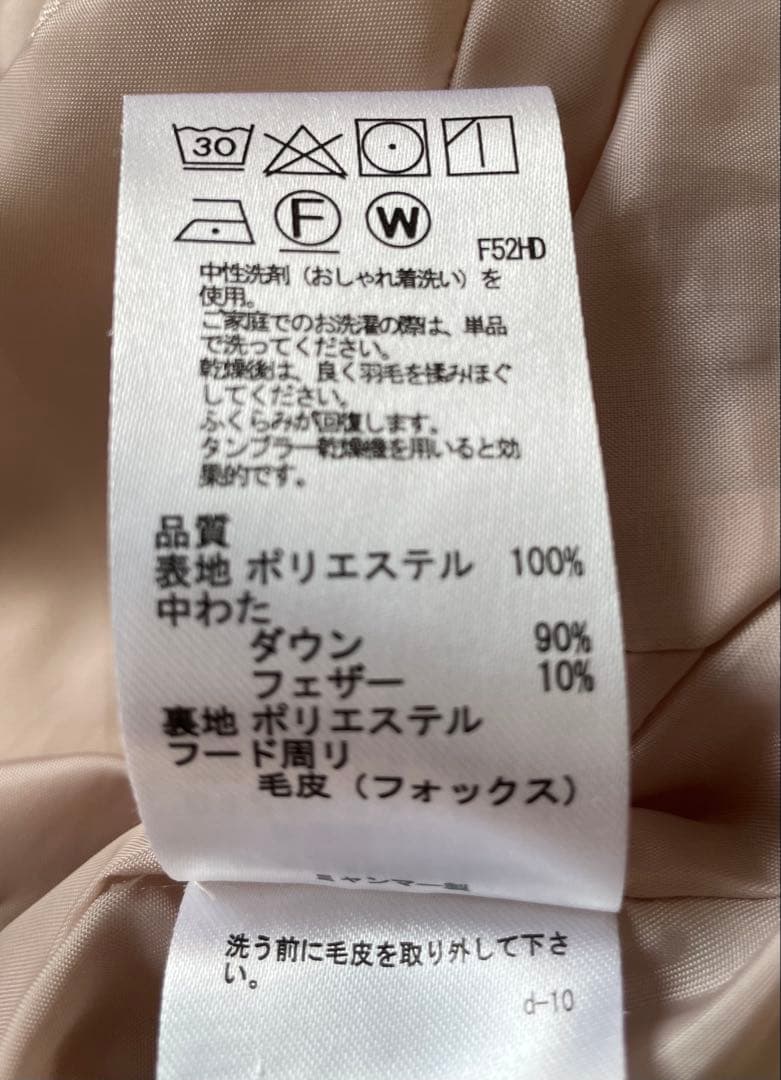 30
F W
F52HD
中性洗剤（おしゃれ着洗い）を
使用。
ご家庭でのお洗濯の際は、単品
で洗ってください。
乾燥後は、良く羽毛を揉みほぐ
してください。
ふくらみが回復します。
タンブラー乾燥機を用いると効
果的です。
品質
表地 ポリエステル 100%
中わた
ダウン 90%
フェザー 10%
裏地 ポリエステル
フード周り
毛皮（フォックス）
ミャンマー製
洗う前に毛皮を取り外して下さ
い。
d-10